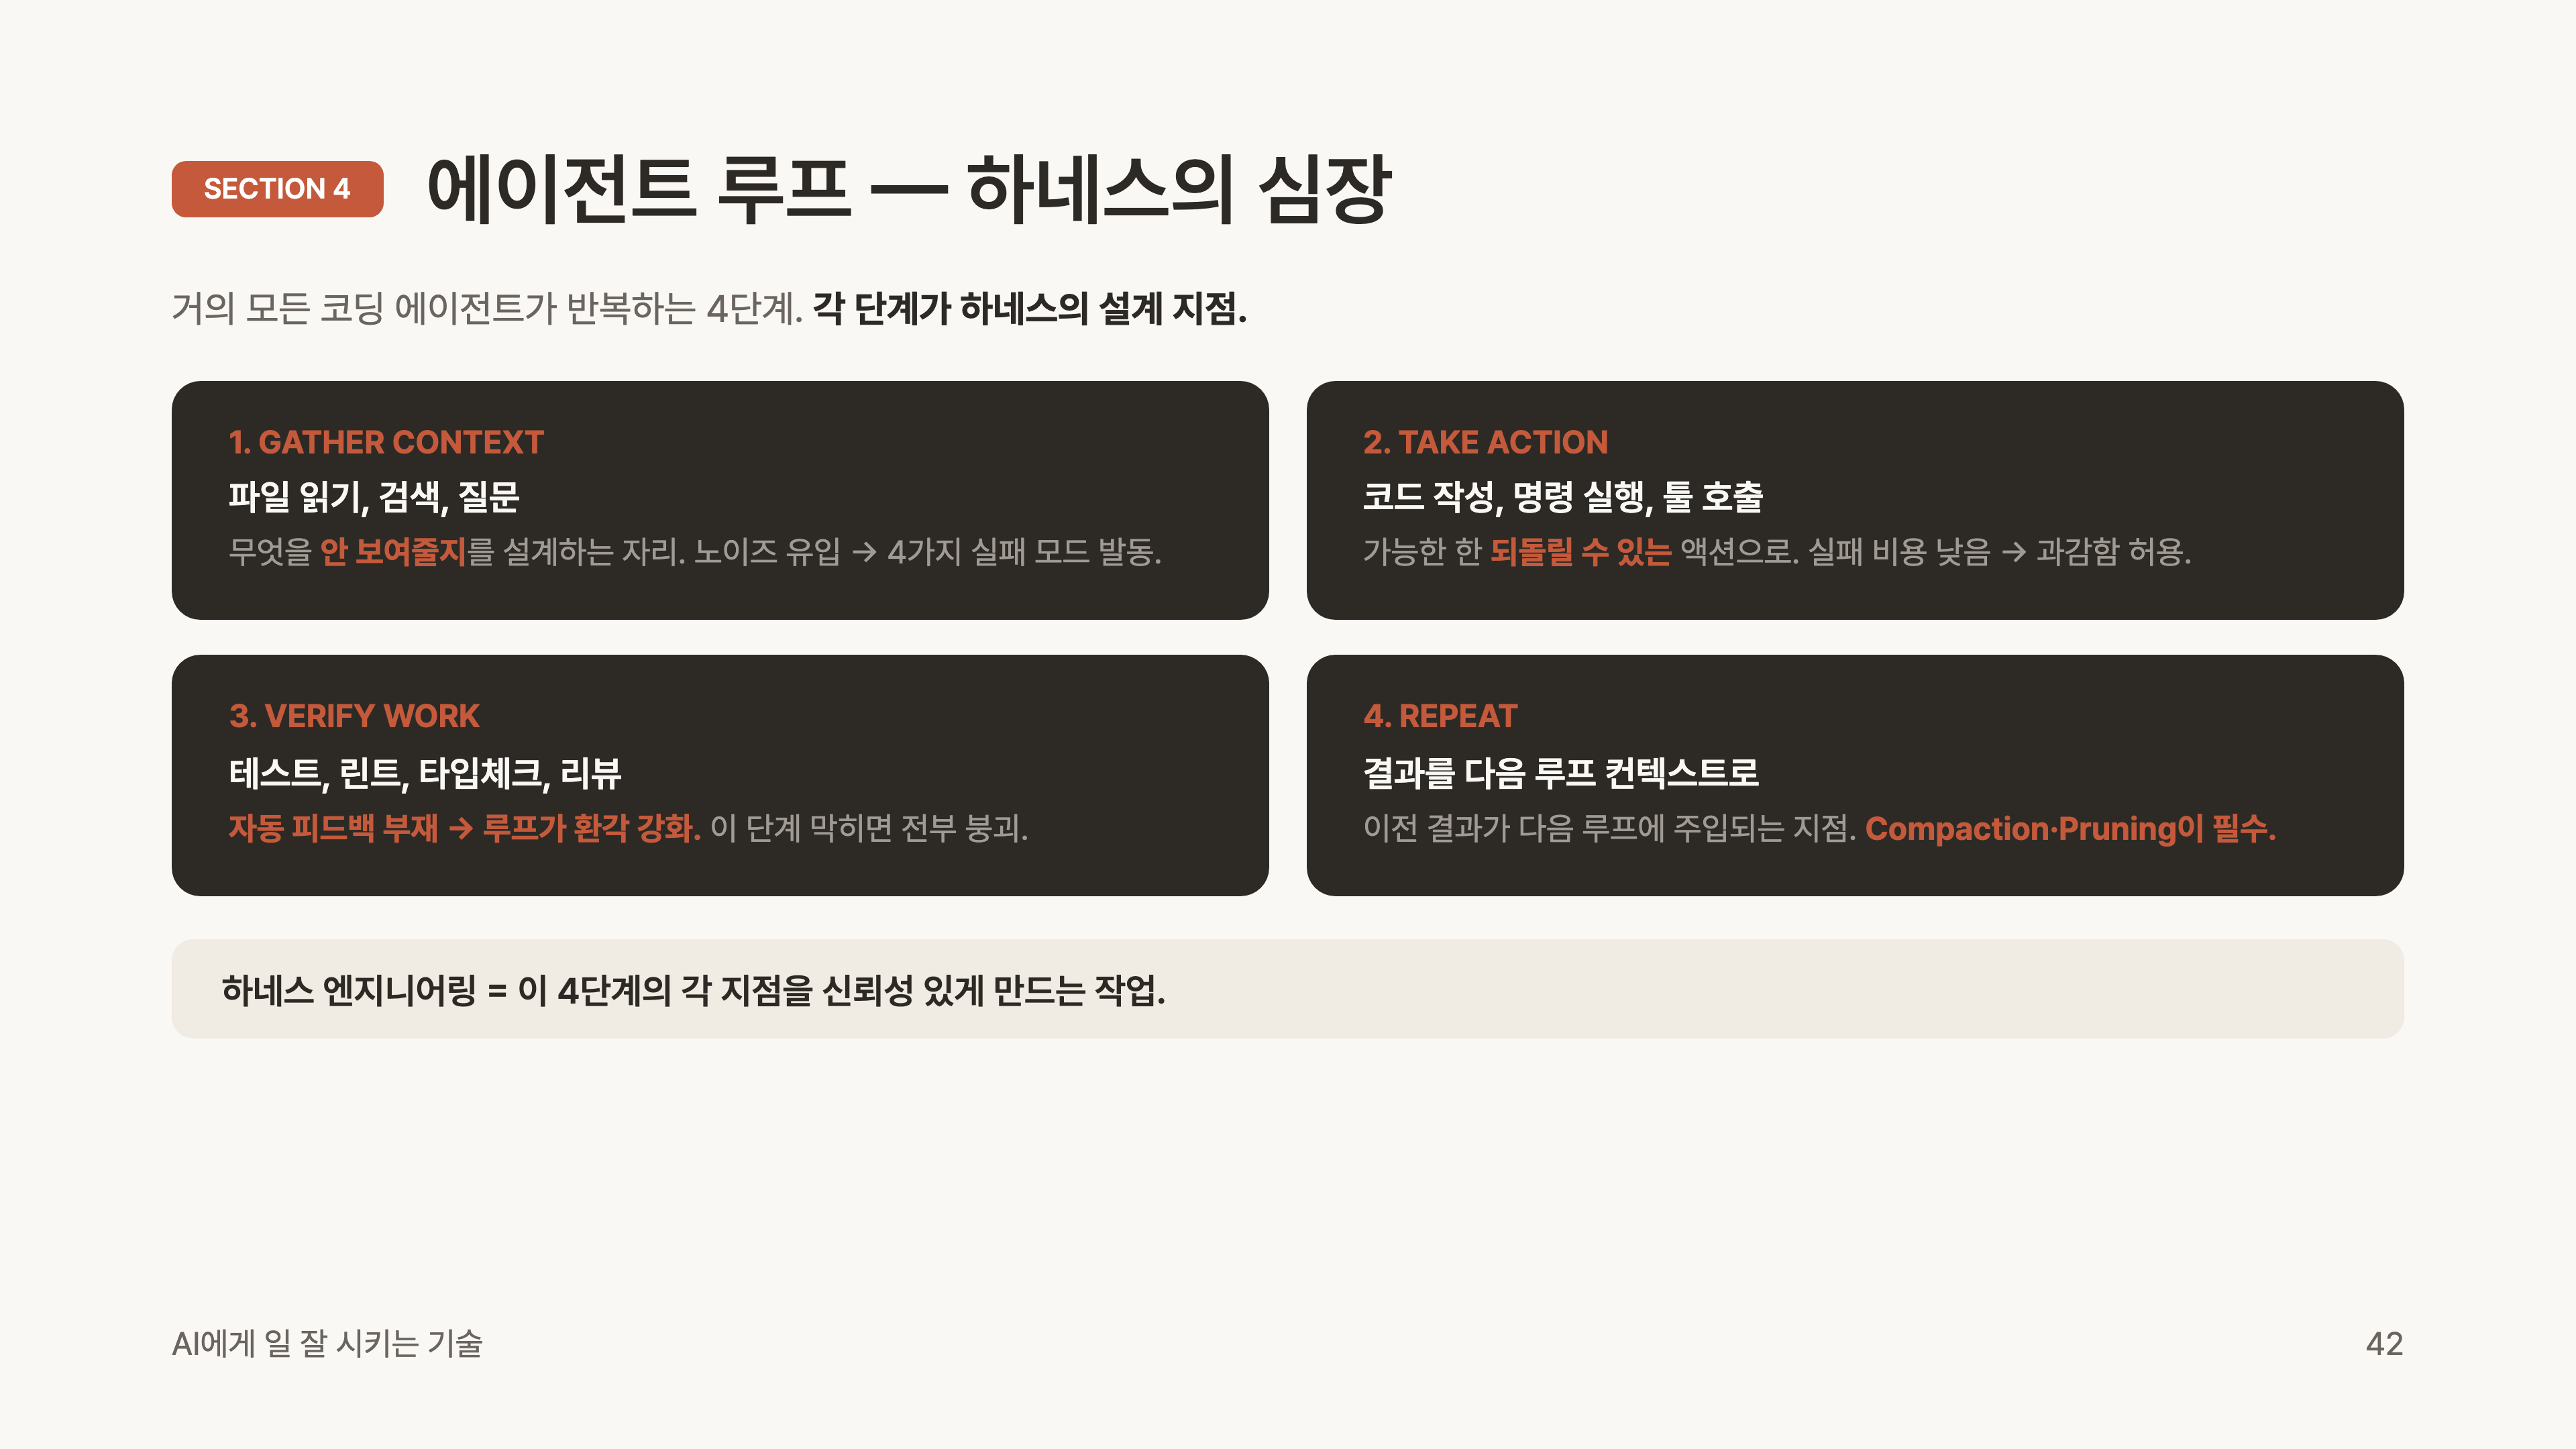 SECTION 4
에이전트 루프 — 하네스의 심장
거의 모든 코딩 에이전트가 반복하는 4단계. 각 단계가 하네스의 설계 지점.
1. GATHER CONTEXT
파일 읽기, 검색, 질문
무엇을 안 보여줄지를 설계하는 자리. 노이즈 유입 → 4가지 실패 모드 발동.
2. TAKE ACTION
코드 작성, 명령 실행, 툴 호출
가능한 한 되돌릴 수 있는 액션으로. 실패 비용 낮음 → 과감함 허용.
3. VERIFY WORK
테스트, 린트, 타입체크, 리뷰
자동 피드백 부재 → 루프가 환각 강화. 이 단계 막히면 전부 붕괴.
4. REPEAT
결과를 다음 루프 컨텍스트로
이전 결과가 다음 루프에 주입되는 지점. Compaction·Pruning이 필수.
하네스 엔지니어링 = 이 4단계의 각 지점을 신뢰성 있게 만드는 작업.
AI에게 일 잘 시키는 기술
42